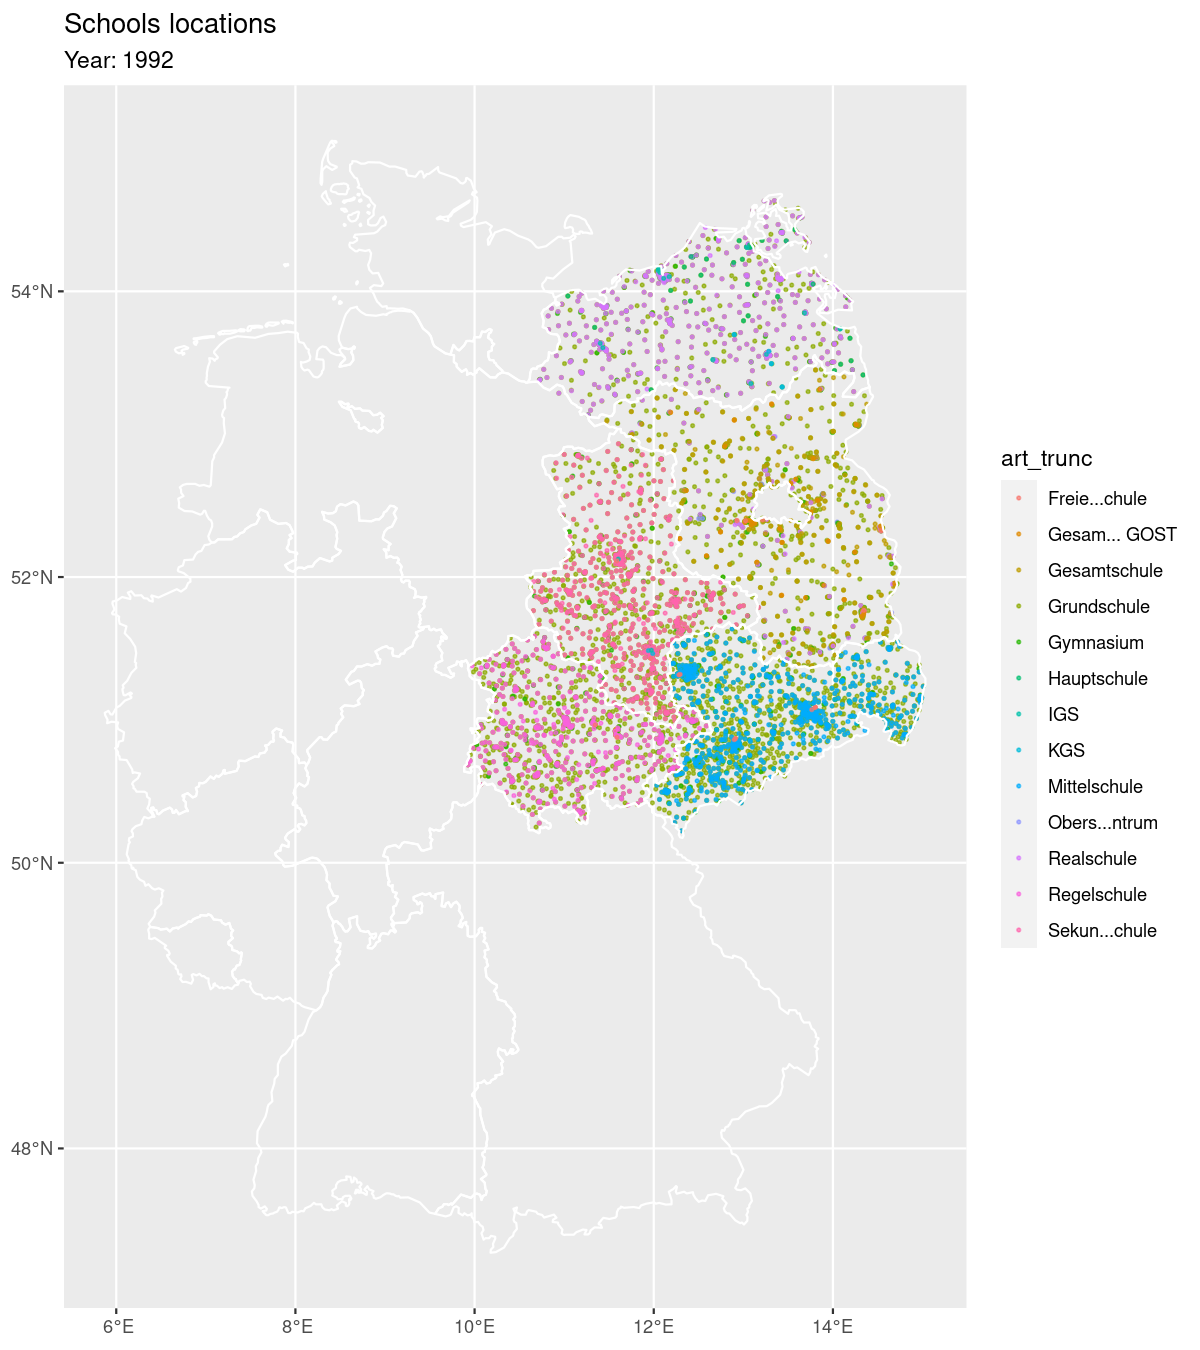 Schools locations
Year: 1992
54°N
52°N
50°N
48°N
6°E
8°E
10°E
12°E
14°E
art_trunc
Freie...chule
Gesam... GOST
Gesamtschule
Grundschule
Gymnasium
Hauptschule
IGS
KGS
Mittelschule
Obers...ntrum
Realschule
Regelschule
Sekun...chule